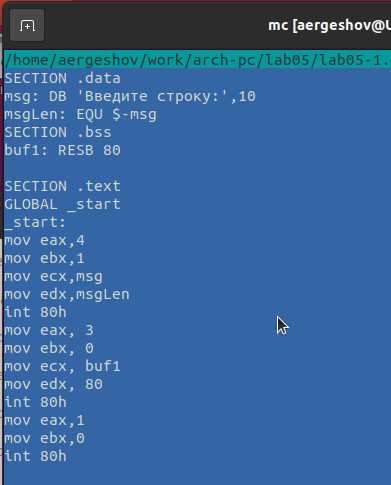 mc [aergeshov@U
/home/aergeshov/work/arch-pc/lab05/lab05-1.
SECTION .data
msg: DB 'Введите строку:',10
msgLen: EQU $-msg
SECTION .bss
buf1: RESB 80
SECTION .text
GLOBAL _start
_start:
mov eax,4
mov ebx,1
mov ecx,msg
mov edx,msgLen
int 80h
mov eax, 3
mov ebx, 0
mov ecx, buf1
mov edx, 80
int 80h
mov eax,1
mov ebx,0
int 80h